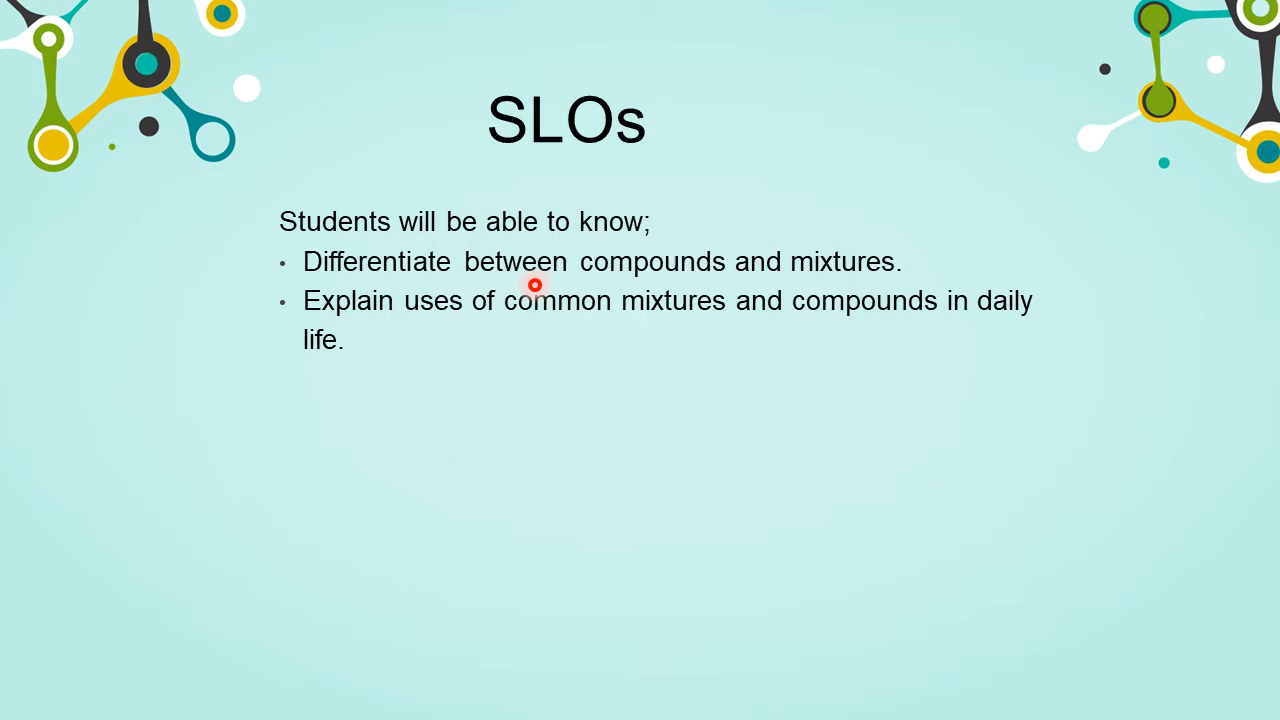 SLOs
Students will be able to know;
• Differentiate between compounds and mixtures.
• Explain uses of common mixtures and compounds in daily
life.